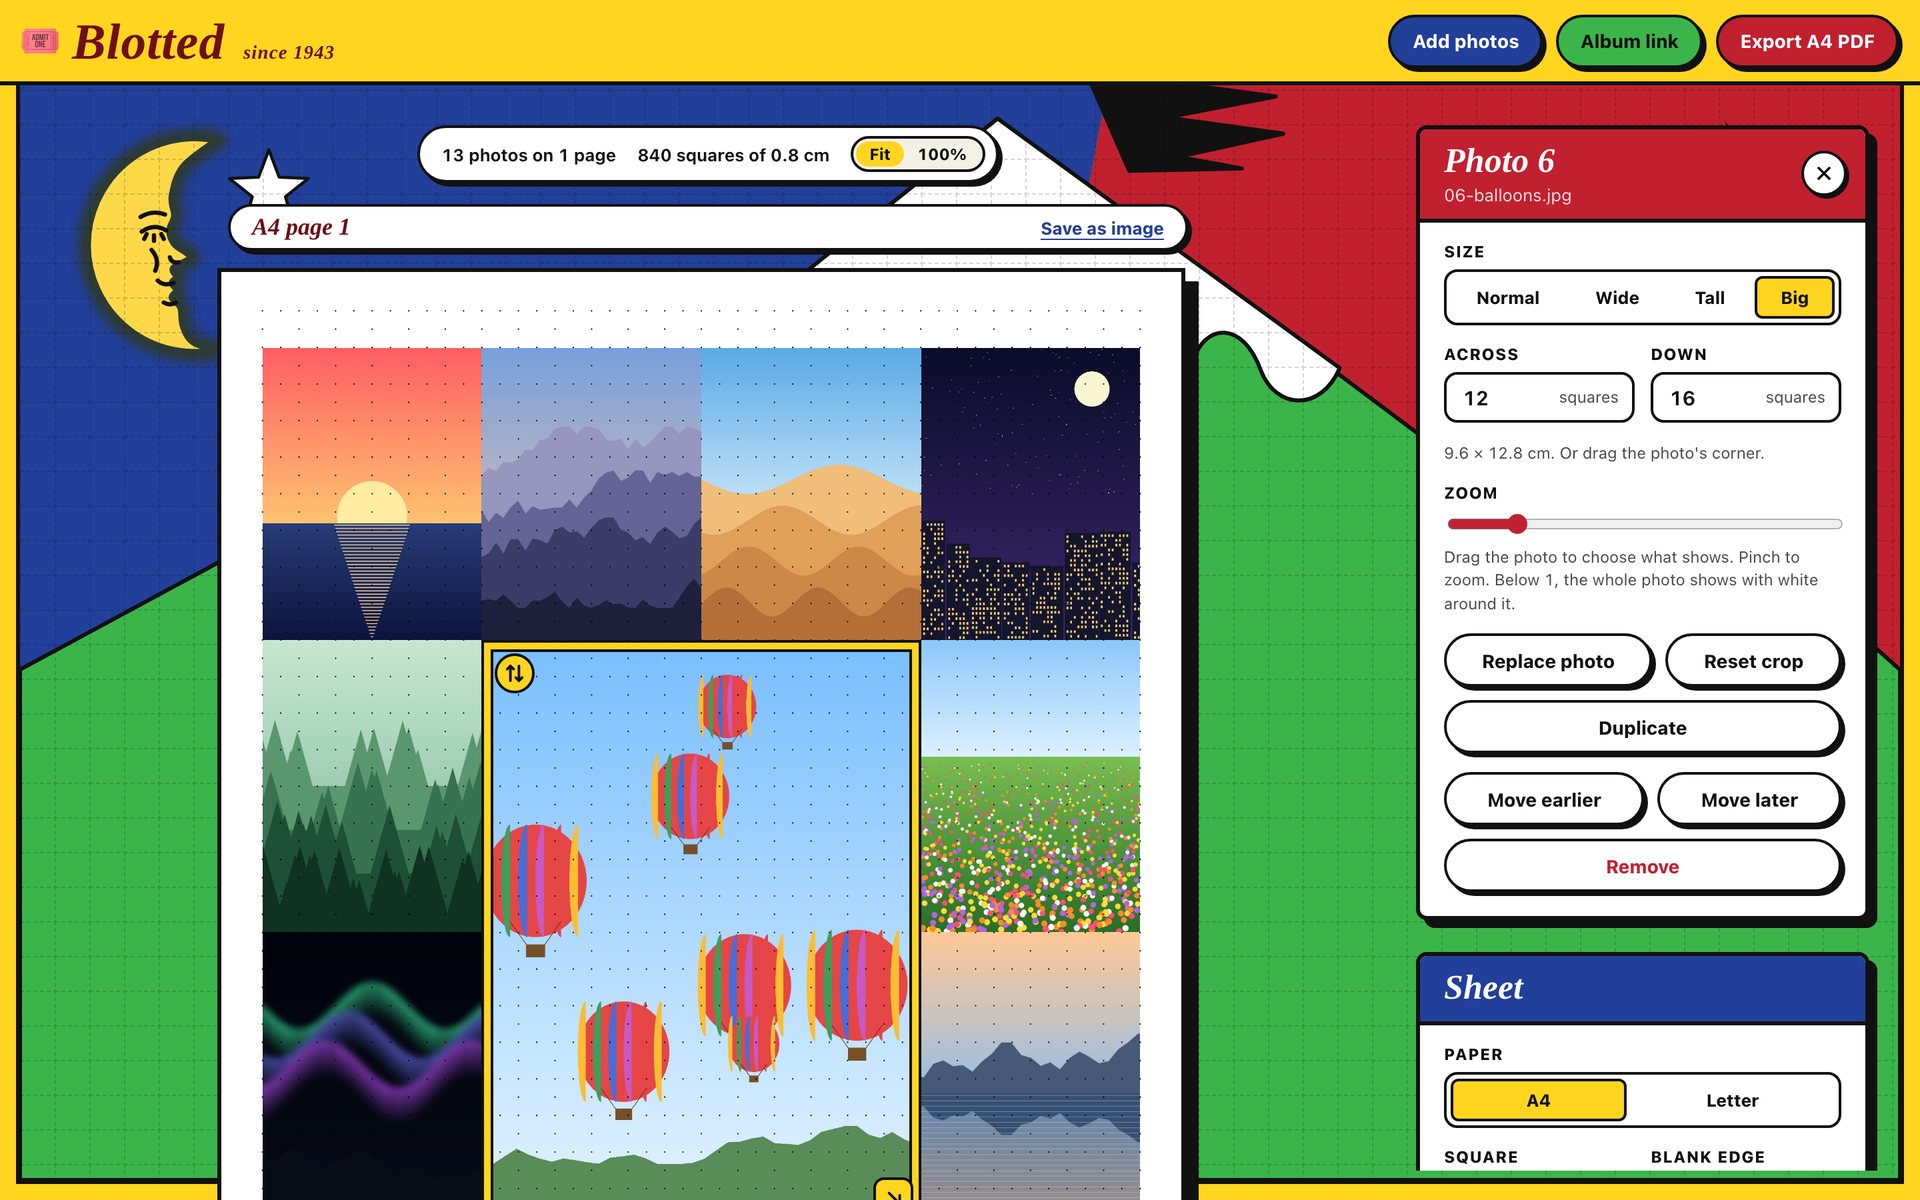 ADMIT ONE
Blotted since 1943
Add photos
Album link
Export A4 PDF
13 photos on 1 page
840 squares of 0.8 cm
Fit
100%
A4 page 1
Save as image
Photo 6
06-balloons.jpg
SIZE
Normal
Wide
Tall
Big
ACROSS
DOWN
12 squares
16 squares
9.6 × 12.8 cm. Or drag the photo's corner.
ZOOM
Drag the photo to choose what shows. Pinch to
zoom. Below 1, the whole photo shows with white
around it.
Replace photo
Reset crop
Duplicate
Move earlier
Move later
Remove
Sheet
PAPER
A4
Letter
SQUARE
BLANK EDGE